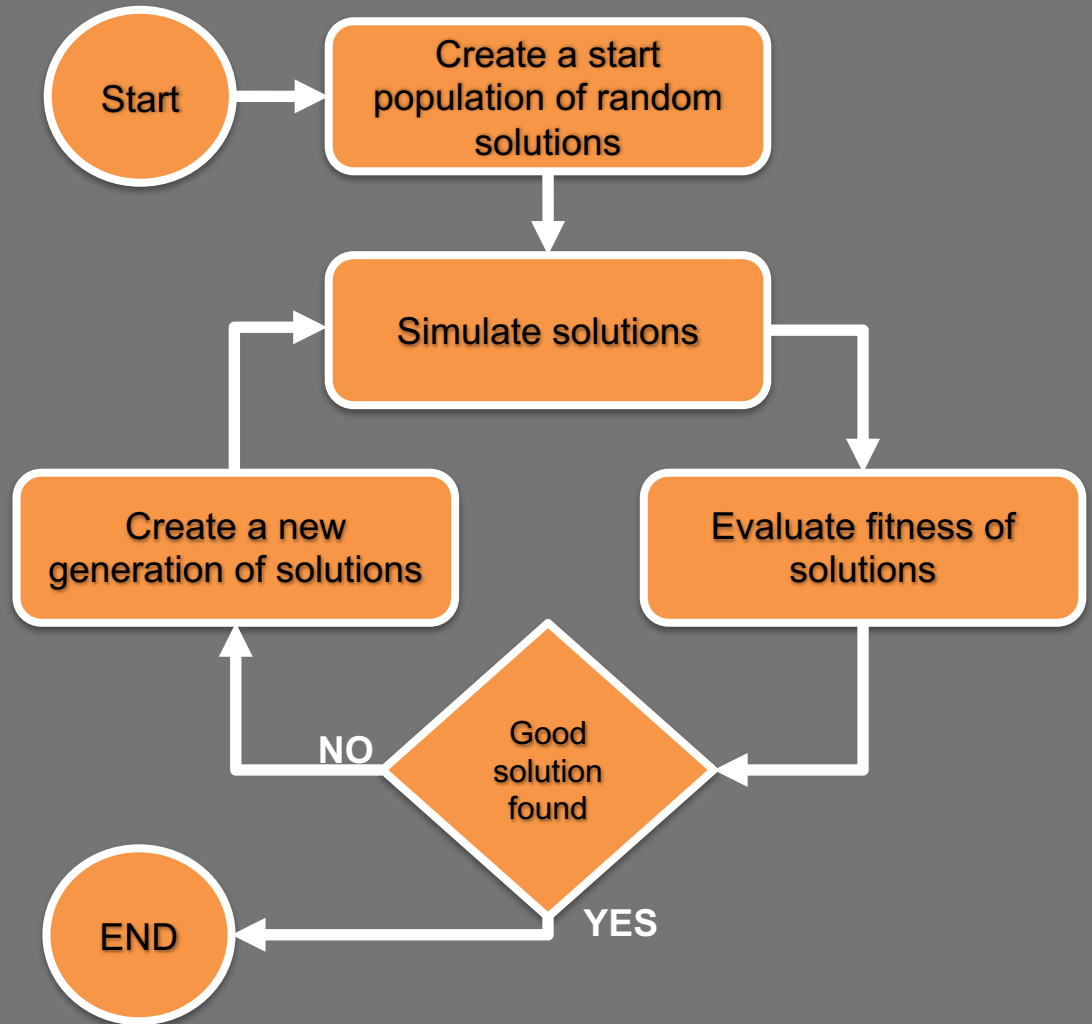 Start
Create a start
population of random
solutions
Simulate solutions
Create a new
generation of solutions
Evaluate fitness of
solutions
Good
solution
found
NO
YES
END